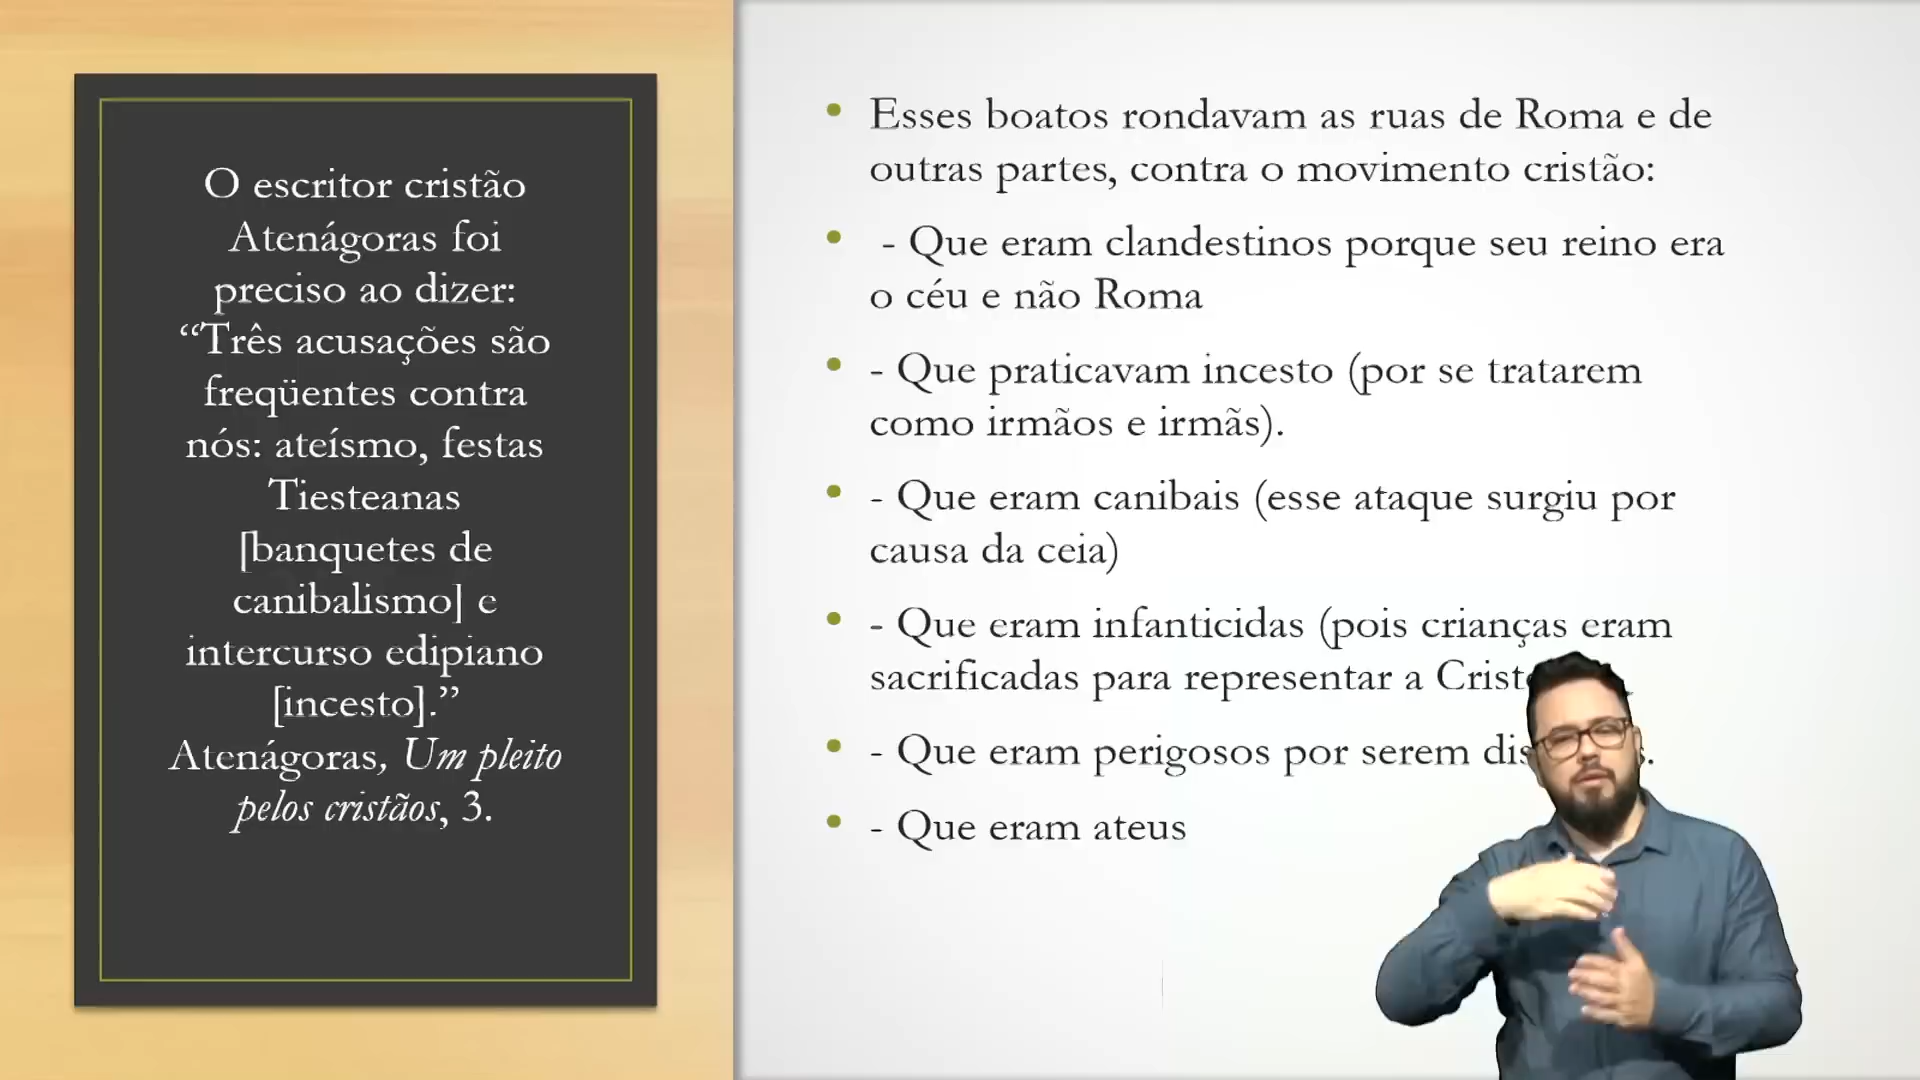 O escritor cristão
Atenágoras foi
preciso ao dizer:
“Três acusações são
freqüentes contra
nós: ateísmo, festas
Tiesteanas
[banquetes de
canibalismo] e
intercurso edipiano
[incesto].”
Atenágoras, Um pleito
pelos cristãos, 3.
• Esses boatos rondavam as ruas de Roma e de
outras partes, contra o movimento cristão:
• - Que eram clandestinos porque seu reino era
o céu e não Roma
• - Que praticavam incesto (por se tratarem
como irmãos e irmãs).
• - Que eram canibais (esse ataque surgiu por
causa da ceia)
• - Que eram infanticidas (pois crianças eram
sacrificadas para representar a
• - Que eram perigosos por serem
• - Que eram ateus